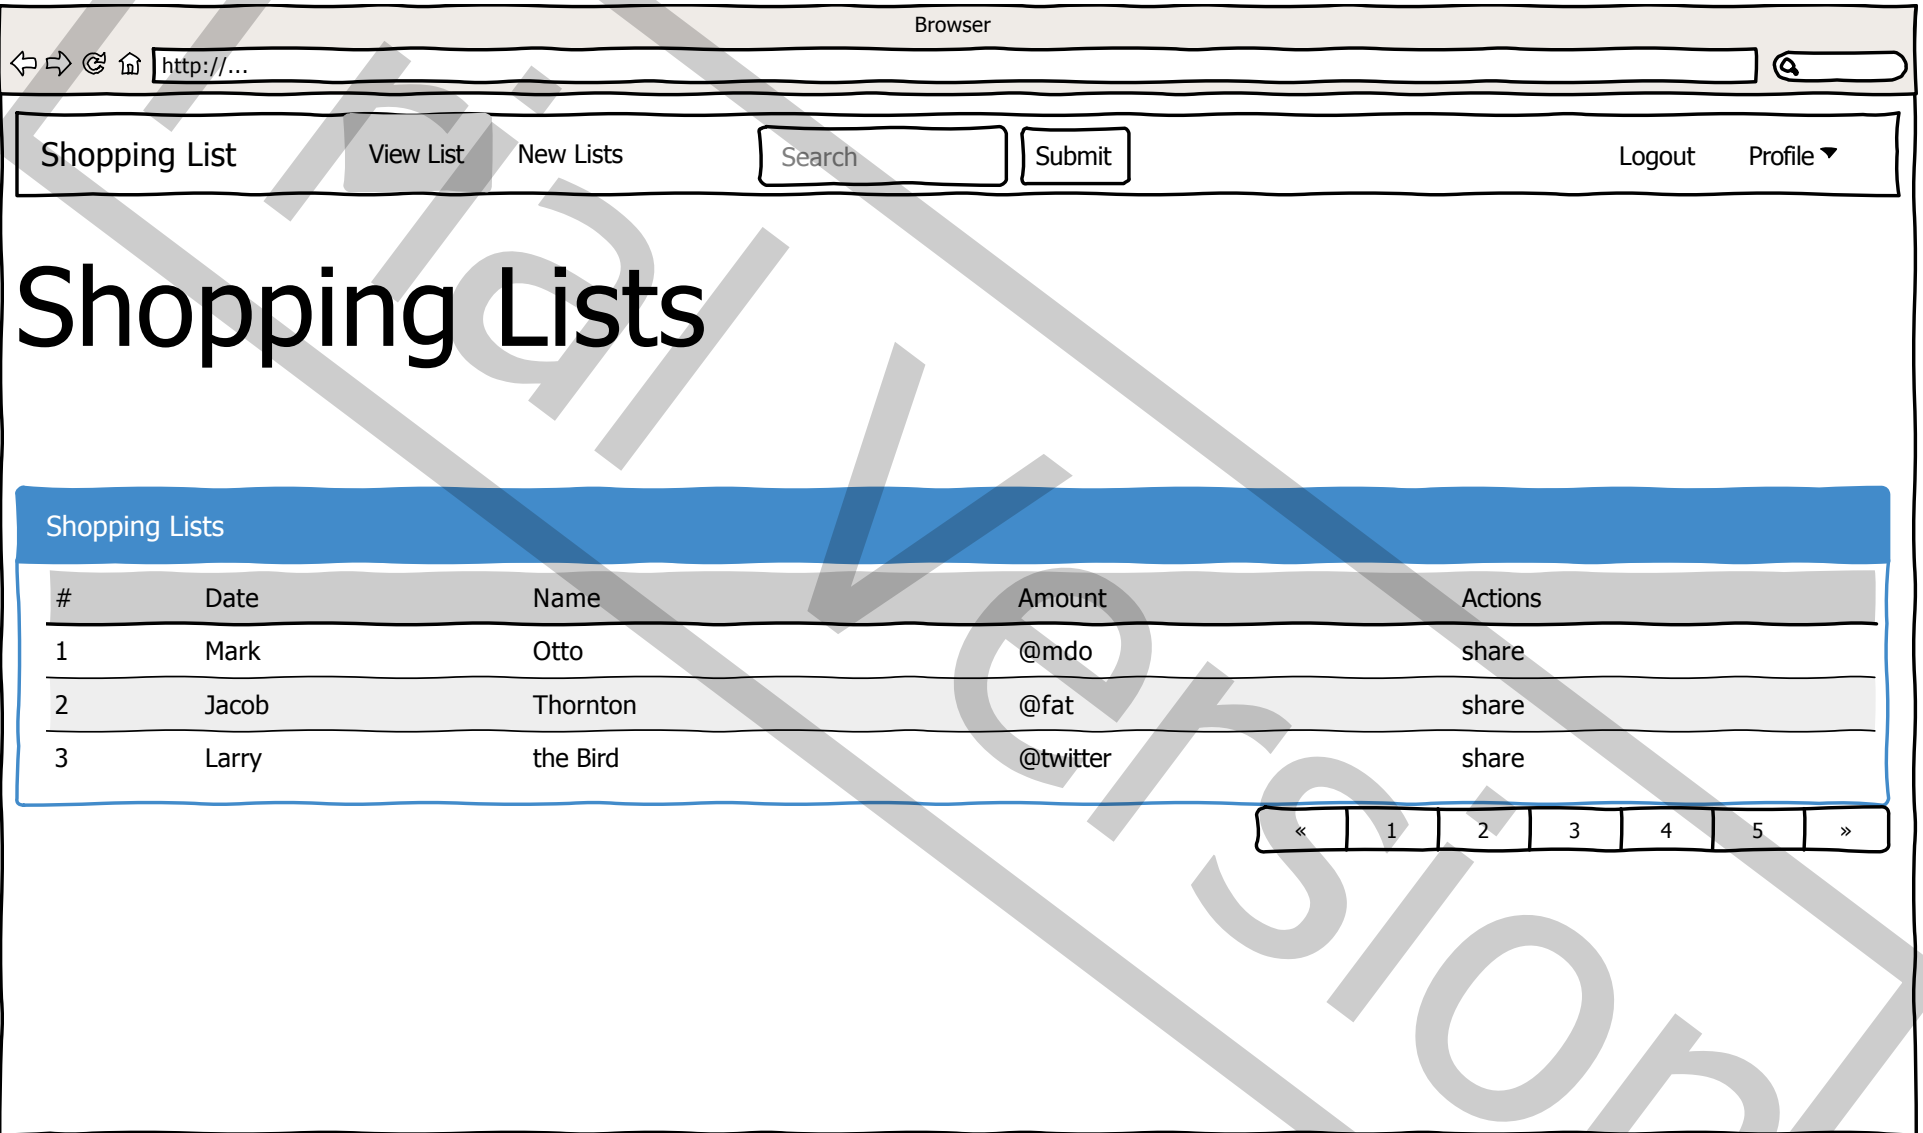 Browser
http://...
Shopping List View List New Lists Search Submit Logout Profile
Shopping Lists
Shopping Lists
# Date Name Amount Actions
1 Mark Otto @mdo share
2 Jacob Thornton @fat share
3 Larry the Bird @twitter share
« 1 2 3 4 5 »
Trial Version